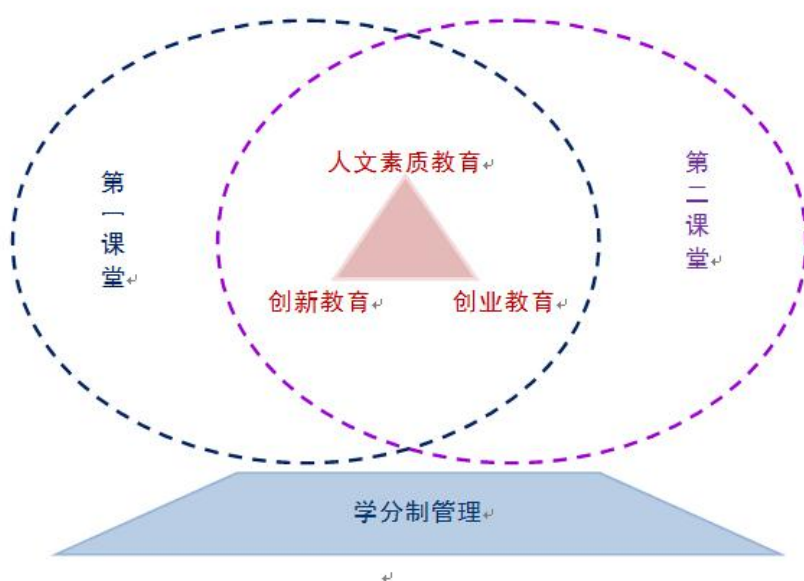 人文素质教育
第一课堂
第二课堂
创新教育
创业教育
学分制管理